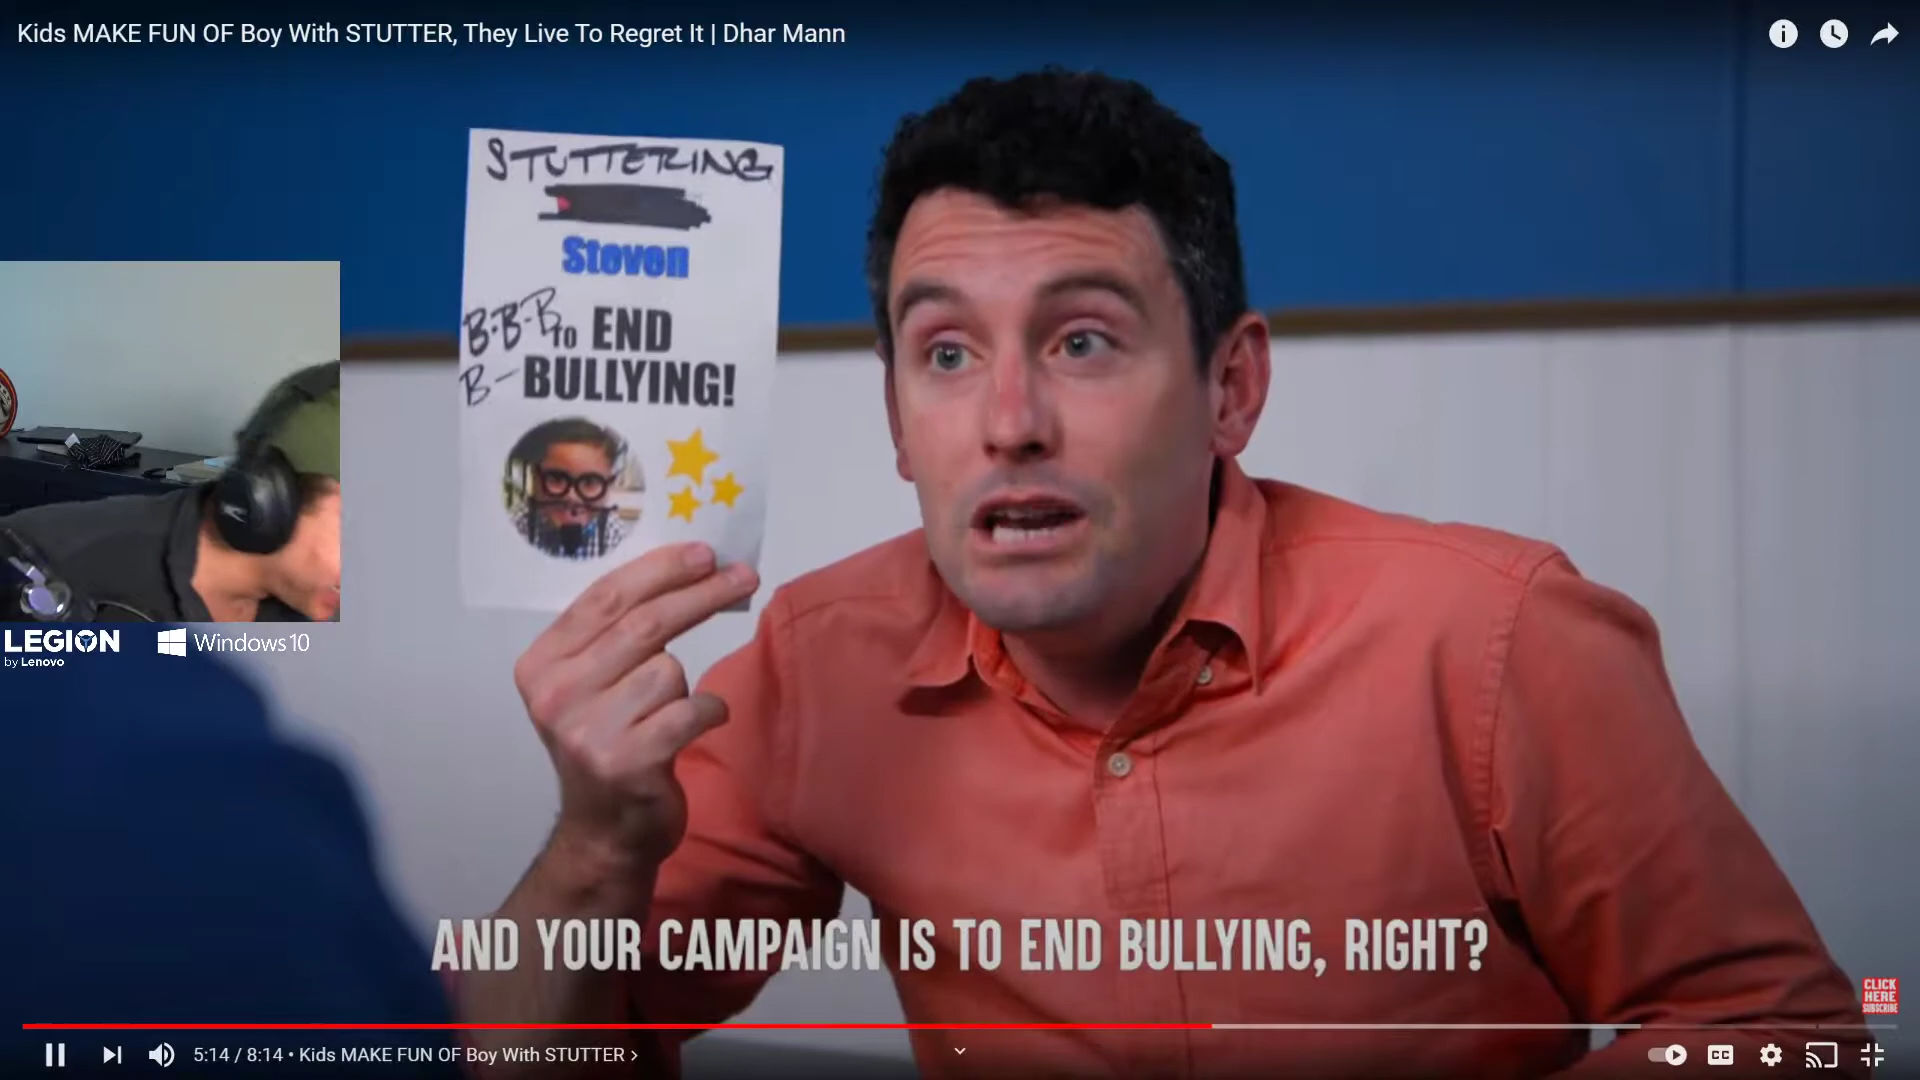 Kids MAKE FUN OF Boy With STUTTER, They Live To Regret It | Dhar Mann
STUTTERING
Steven
B-B-B
TO END
B-BULLYING!
LEGION
by Lenovo
Windows 10
AND YOUR CAMPAIGN IS TO END BULLYING, RIGHT?
CLICK
HERE
SUBSCRIBE
5:14 / 8:14 • Kids MAKE FUN OF Boy With STUTTER ›
CC